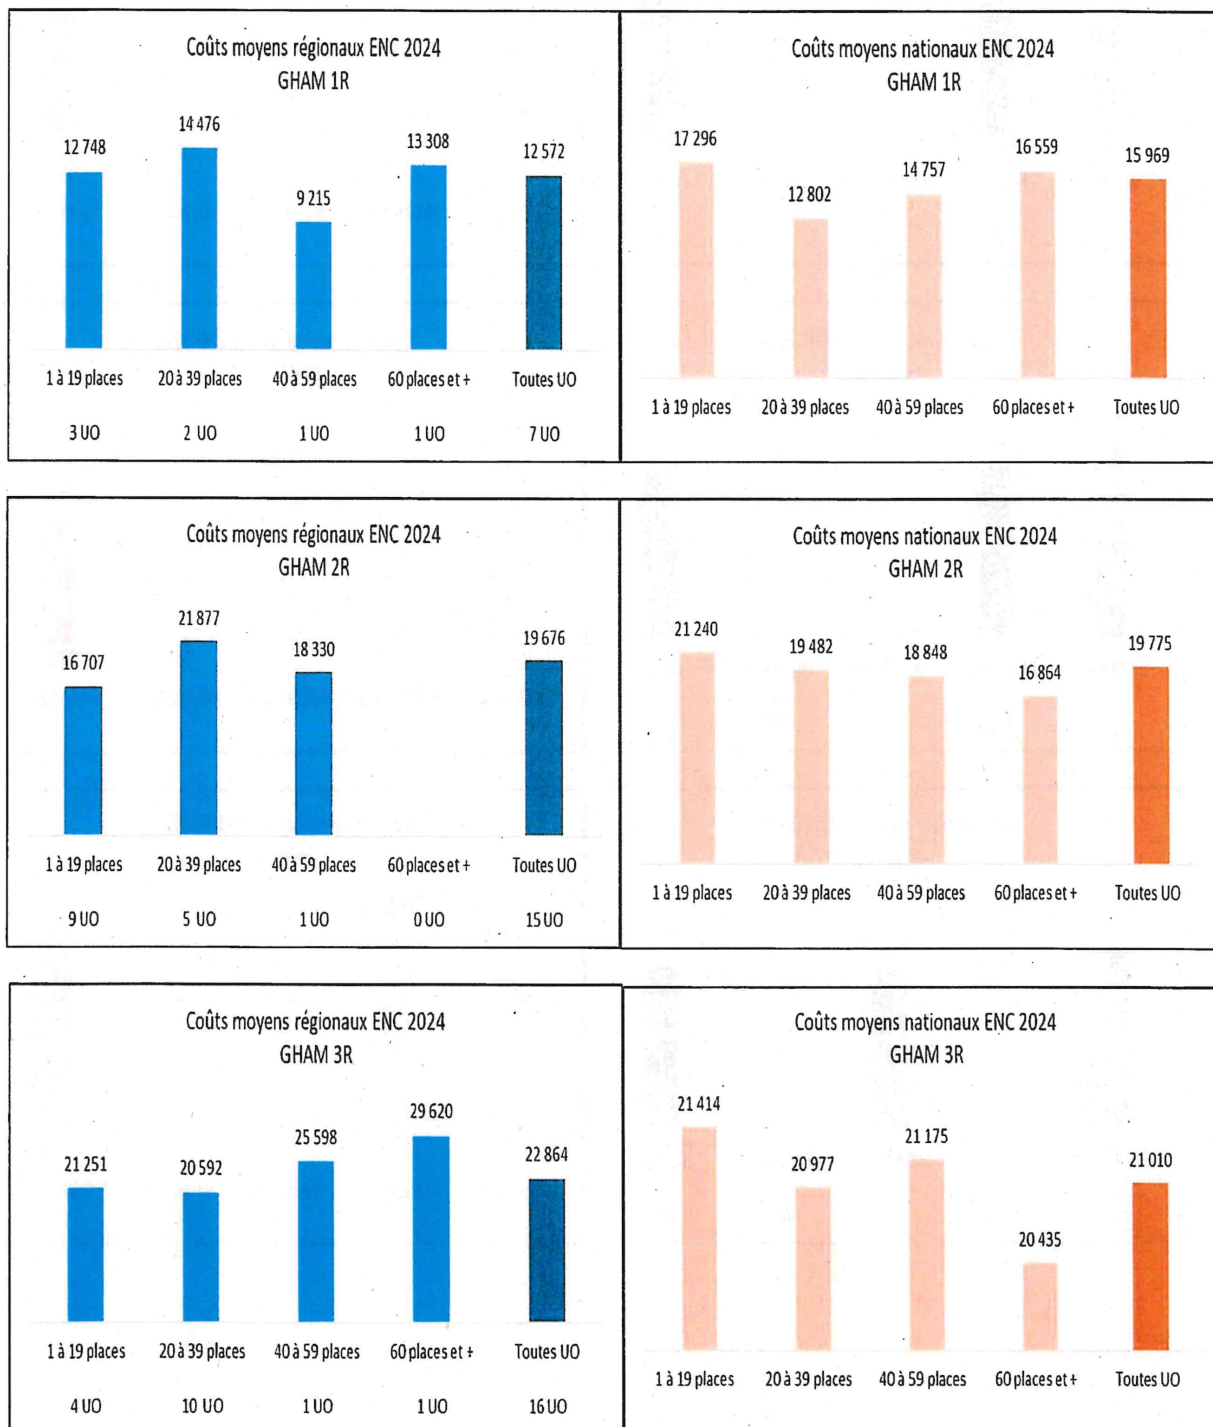 Coûts moyens régionaux ENC 2024
GHAM 1R
12 748
14 476
9 215
13 308
12 572
1 à 19 places
20 à 39 places
40 à 59 places
60 places et +
Toutes UO
3 UO
2 UO
1 UO
1 UO
7 UO
Coûts moyens nationaux ENC 2024
GHAM 1R
17 296
12 802
14 757
16 559
15 969
1 à 19 places
20 à 39 places
40 à 59 places
60 places et +
Toutes UO
Coûts moyens régionaux ENC 2024
GHAM 2R
16 707
21 877
18 330
19 676
1 à 19 places
20 à 39 places
40 à 59 places
60 places et +
Toutes UO
9 UO
5 UO
1 UO
0 UO
15 UO
Coûts moyens nationaux ENC 2024
GHAM 2R
21 240
19 482
18 848
16 864
19 775
1 à 19 places
20 à 39 places
40 à 59 places
60 places et +
Toutes UO
Coûts moyens régionaux ENC 2024
GHAM 3R
21 251
20 592
25 598
29 620
22 864
1 à 19 places
20 à 39 places
40 à 59 places
60 places et +
Toutes UO
4 UO
10 UO
1 UO
1 UO
16 UO
Coûts moyens nationaux ENC 2024
GHAM 3R
21 414
20 977
21 175
20 435
21 010
1 à 19 places
20 à 39 places
40 à 59 places
60 places et +
Toutes UO